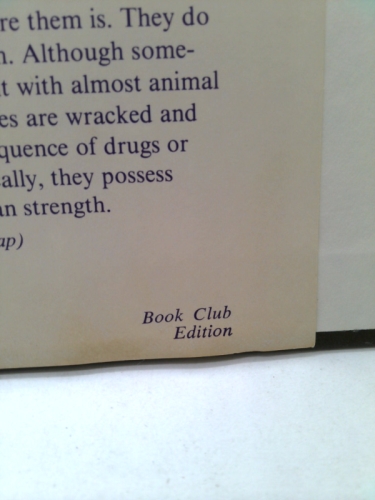 re them is. They do
n. Although some-
t with almost animal
es are wracked and
quence of drugs or
ally, they possess
an strength.
ap)
Book Club
Edition